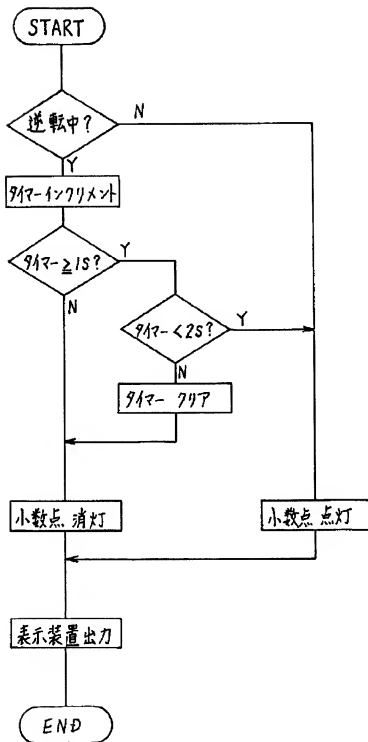 START
逆転中?
N
Y
タイマーインクリメント
タイマー≧1S?
Y
N
タイマー<2S?
Y
N
タイマー クリア
小数点 消灯
小数点 点灯
表示装置出力
END